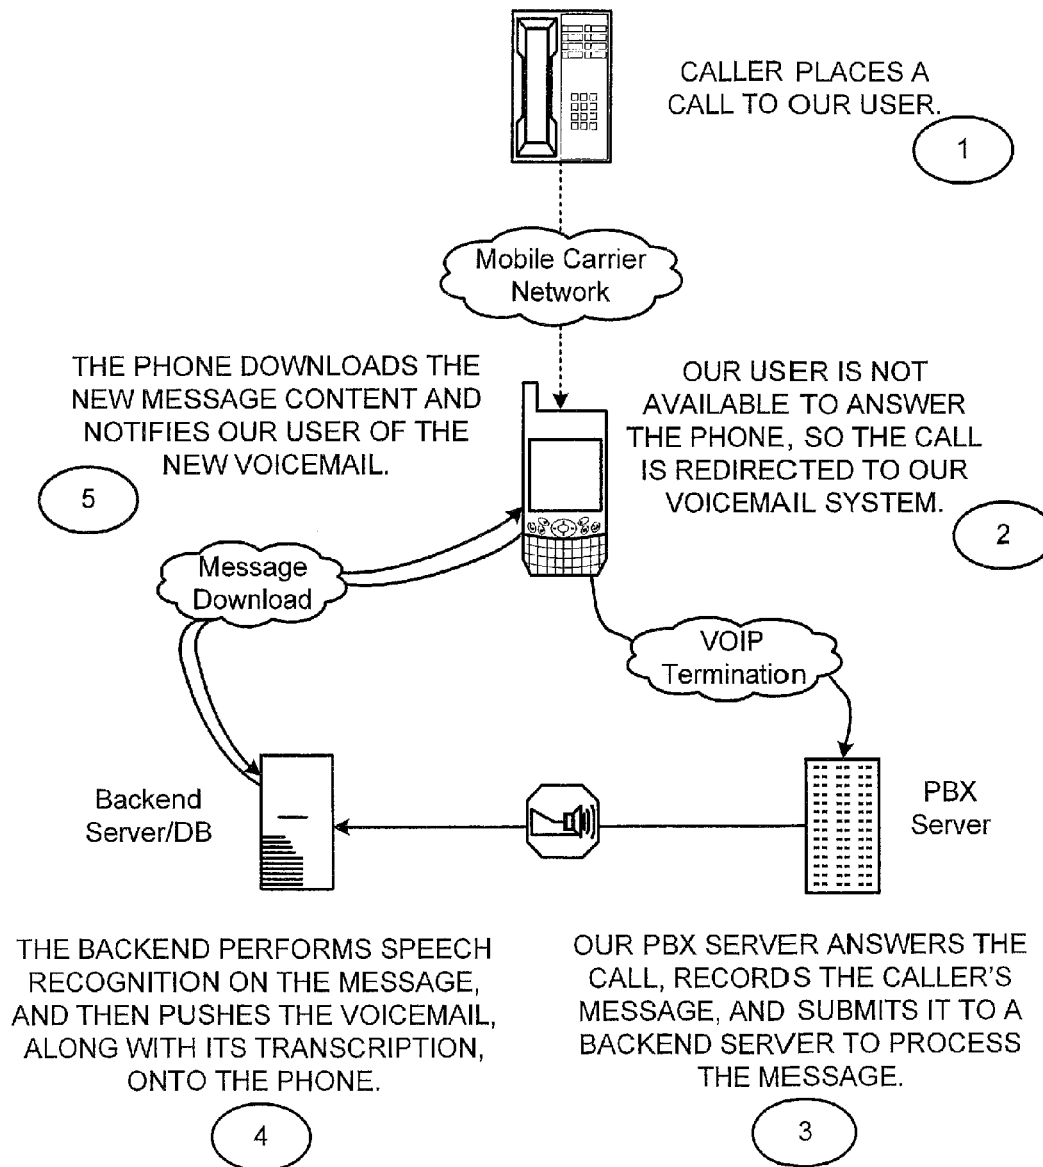 CALLER PLACES A
CALL TO OUR USER.
1
Mobile Carrier
Network
THE PHONE DOWNLOADS THE
NEW MESSAGE CONTENT AND
NOTIFIES OUR USER OF THE
NEW VOICEMAIL.
5
OUR USER IS NOT
AVAILABLE TO ANSWER
THE PHONE, SO THE CALL
IS REDIRECTED TO OUR
VOICEMAIL SYSTEM.
2
Message
Download
VOIP
Termination
Backend
Server/DB
PBX
Server
THE BACKEND PERFORMS SPEECH
RECOGNITION ON THE MESSAGE,
AND THEN PUSHES THE VOICEMAIL,
ALONG WITH ITS TRANSCRIPTION,
ONTO THE PHONE.
4
OUR PBX SERVER ANSWERS THE
CALL, RECORDS THE CALLER'S
MESSAGE, AND SUBMITS IT TO A
BACKEND SERVER TO PROCESS
THE MESSAGE.
3